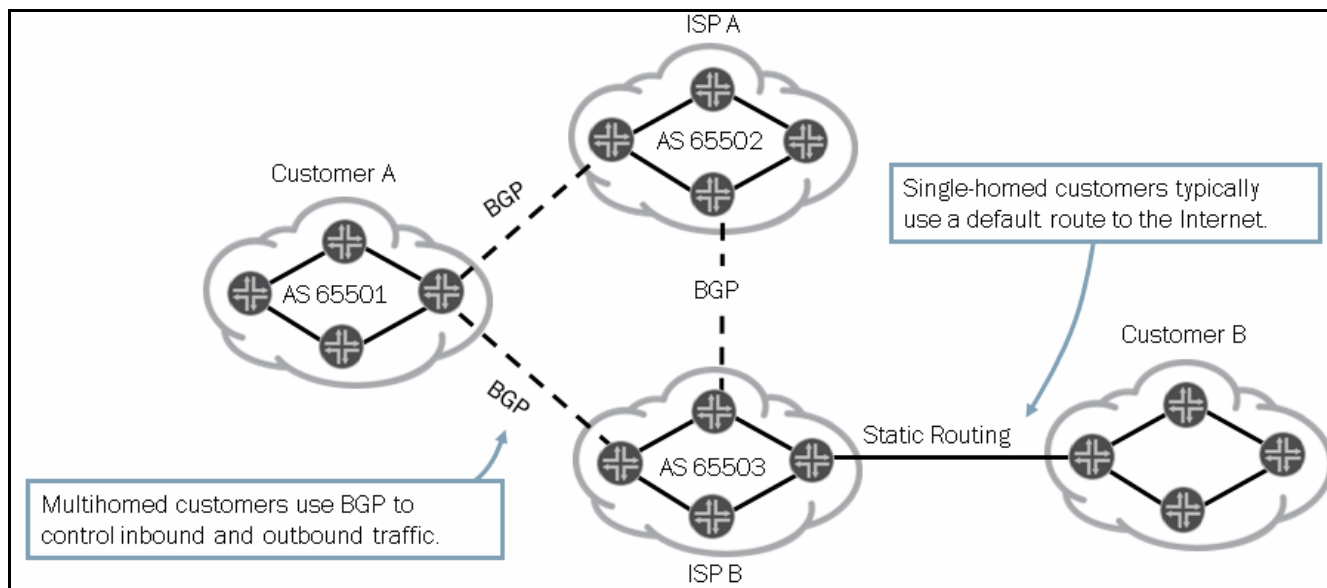 ISP A
AS 65502
Customer A
BGP
Single-homed customers typically
use a default route to the Internet.
AS 65501
BGP
Customer B
BGP
Static Routing
AS 65503
Multihomed customers use BGP to
control inbound and outbound traffic.
ISP B